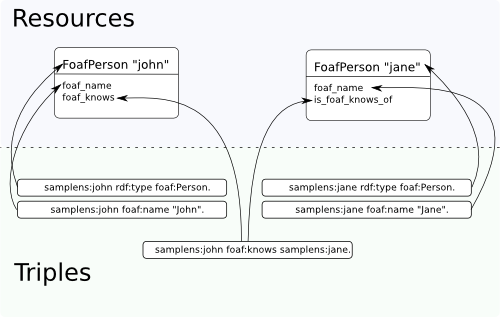 Resources
FoafPerson "john"
foaf_name
foaf_knows
FoafPerson "jane"
foaf_name
is_foaf_knows_of
samplens:john rdf:type foaf:Person.
samplens:john foaf:name "John".
samplens:jane rdf:type foaf:Person.
samplens:jane foaf:name "Jane".
samplens:john foaf:knows samplens:jane.
Triples